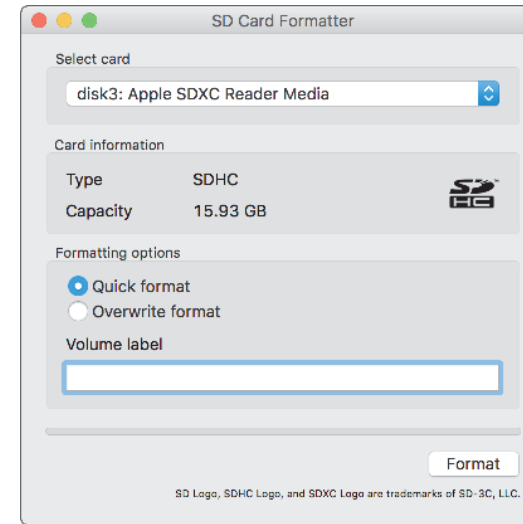 SD Card Formatter
Select card
disk3: Apple SDXC Reader Media
Card information
Type SDHC
Capacity 15.93 GB
SD HC
Formatting options
Quick format
Overwrite format
Volume label
Format
SD Logo, SDHC Logo, and SDXC Logo are trademarks of SD-3C, LLC.